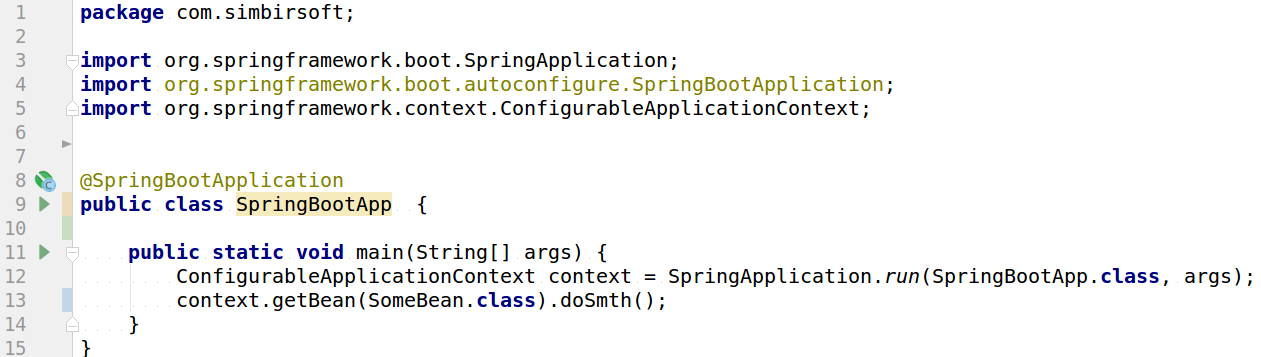 1 package com.simbirsoft;
2
3 import org.springframework.boot.SpringApplication;
4 import org.springframework.boot.autoconfigure.SpringBootApplication;
5 import org.springframework.context.ConfigurableApplicationContext;
6
7
8 @SpringBootApplication
9 public class SpringBootApp {
10
11 public static void main(String[] args) {
12 ConfigurableApplicationContext context = SpringApplication.run(SpringBootApp.class, args);
13 context.getBean(SomeBean.class).doSmth();
14 }
15 }